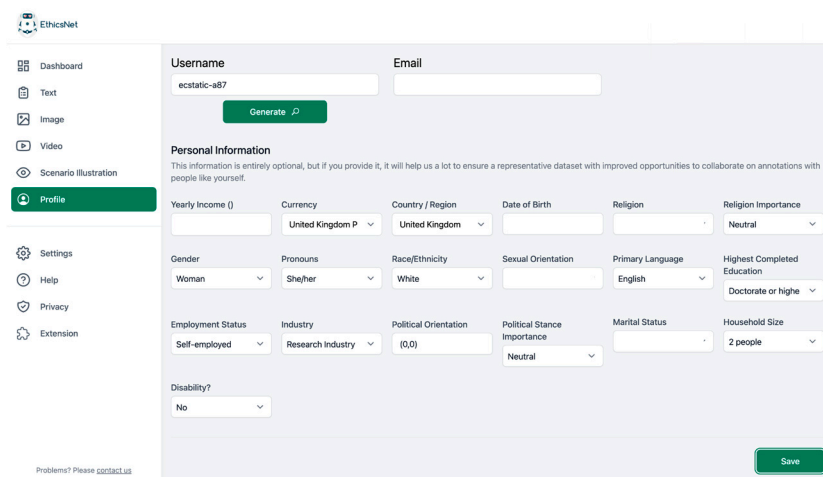 EthicsNet
Dashboard
Text
Image
Video
Scenario Illustration
Profile
Settings
Help
Privacy
Extension
Problems? Please contact us
Username
Email
ecstatic-a87
Generate
Personal Information
This information is entirely optional, but if you provide it, it will help us a lot to ensure a representative dataset with improved opportunities to collaborate on annotations with
people like yourself.
Yearly Income ()
Currency
Country / Region
Date of Birth
Religion
Religion Importance
United Kingdom P
United Kingdom
Neutral
Gender
Pronouns
Race/Ethnicity
Sexual Orientation
Primary Language
Highest Completed
Education
Woman
She/her
White
English
Doctorate or highe
Employment Status
Industry
Political Orientation
Political Stance
Importance
Marital Status
Household Size
Self-employed
Research Industry
(0,0)
Neutral
2 people
Disability?
No
Save